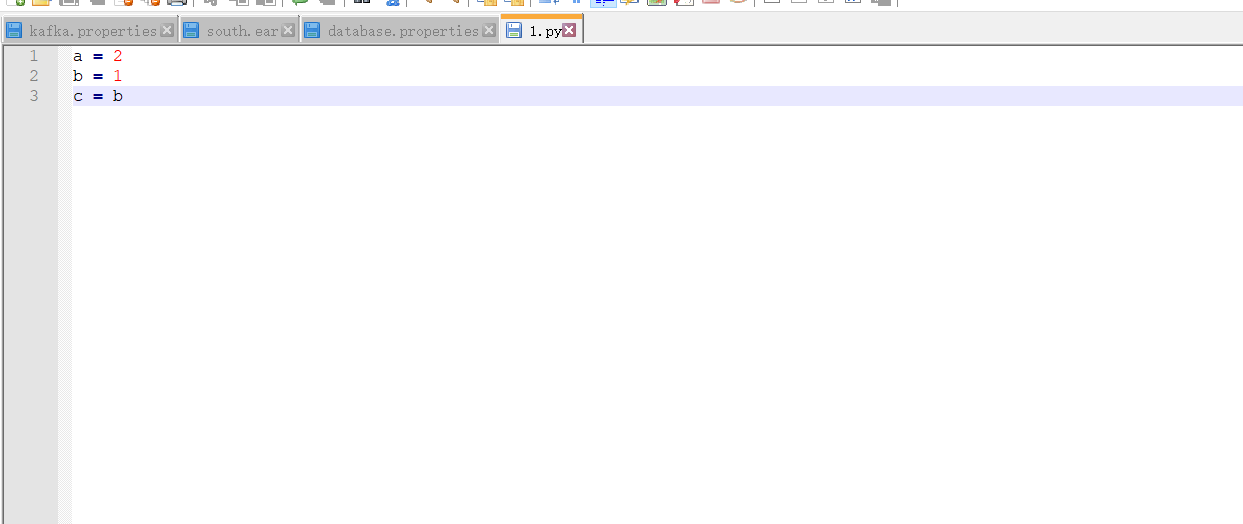 kafka.properties south.ear database.properties 1.py
1 a = 2
2 b = 1
3 c = b